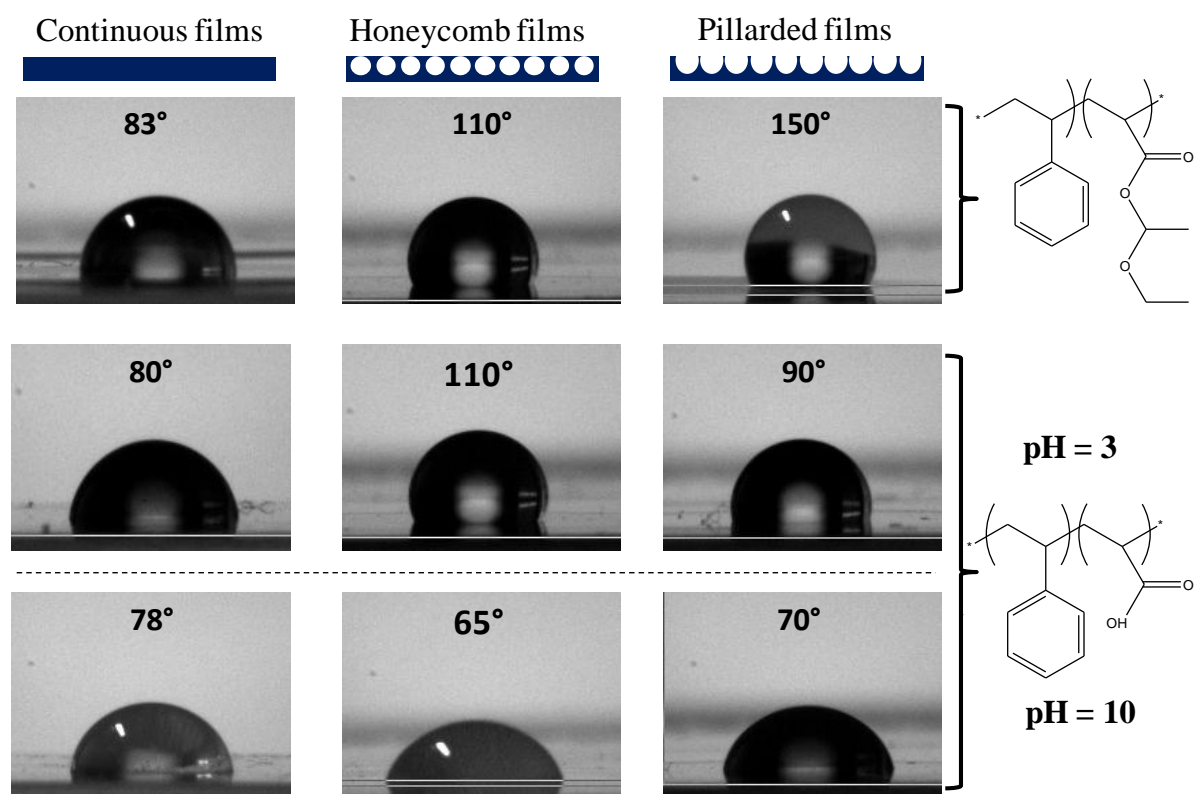 Continuous films
Honeycomb films
Pillarded films
83°
110°
150°
*
*
O
O
O
80°
110°
90°
pH = 3
*
*
O
OH
78°
65°
70°
pH = 10